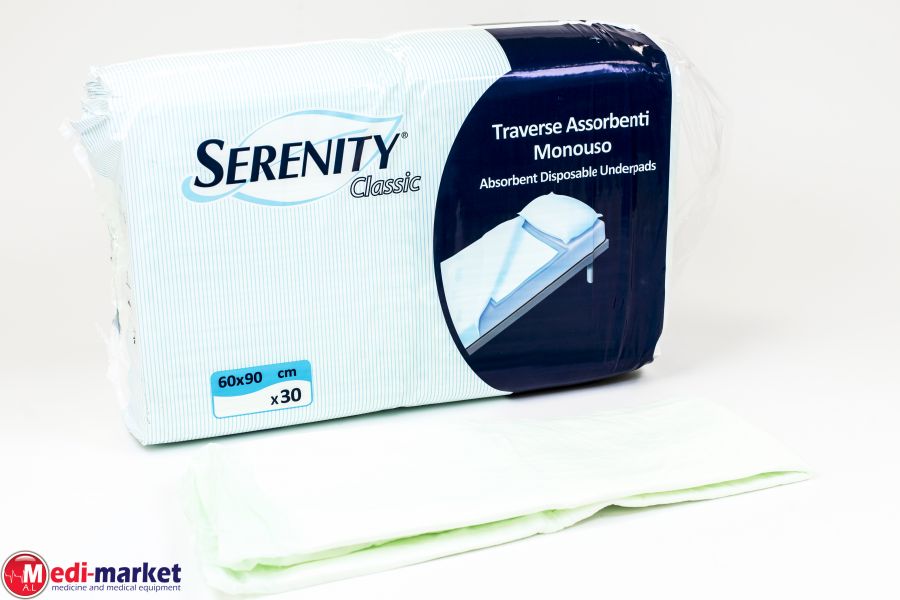 SERENITY®
Classic
Traverse Assorbenti
Monouso
Absorbent Disposable Underpads
60x90 cm
x30
Medi-market
A.L
medicine and medical equipment